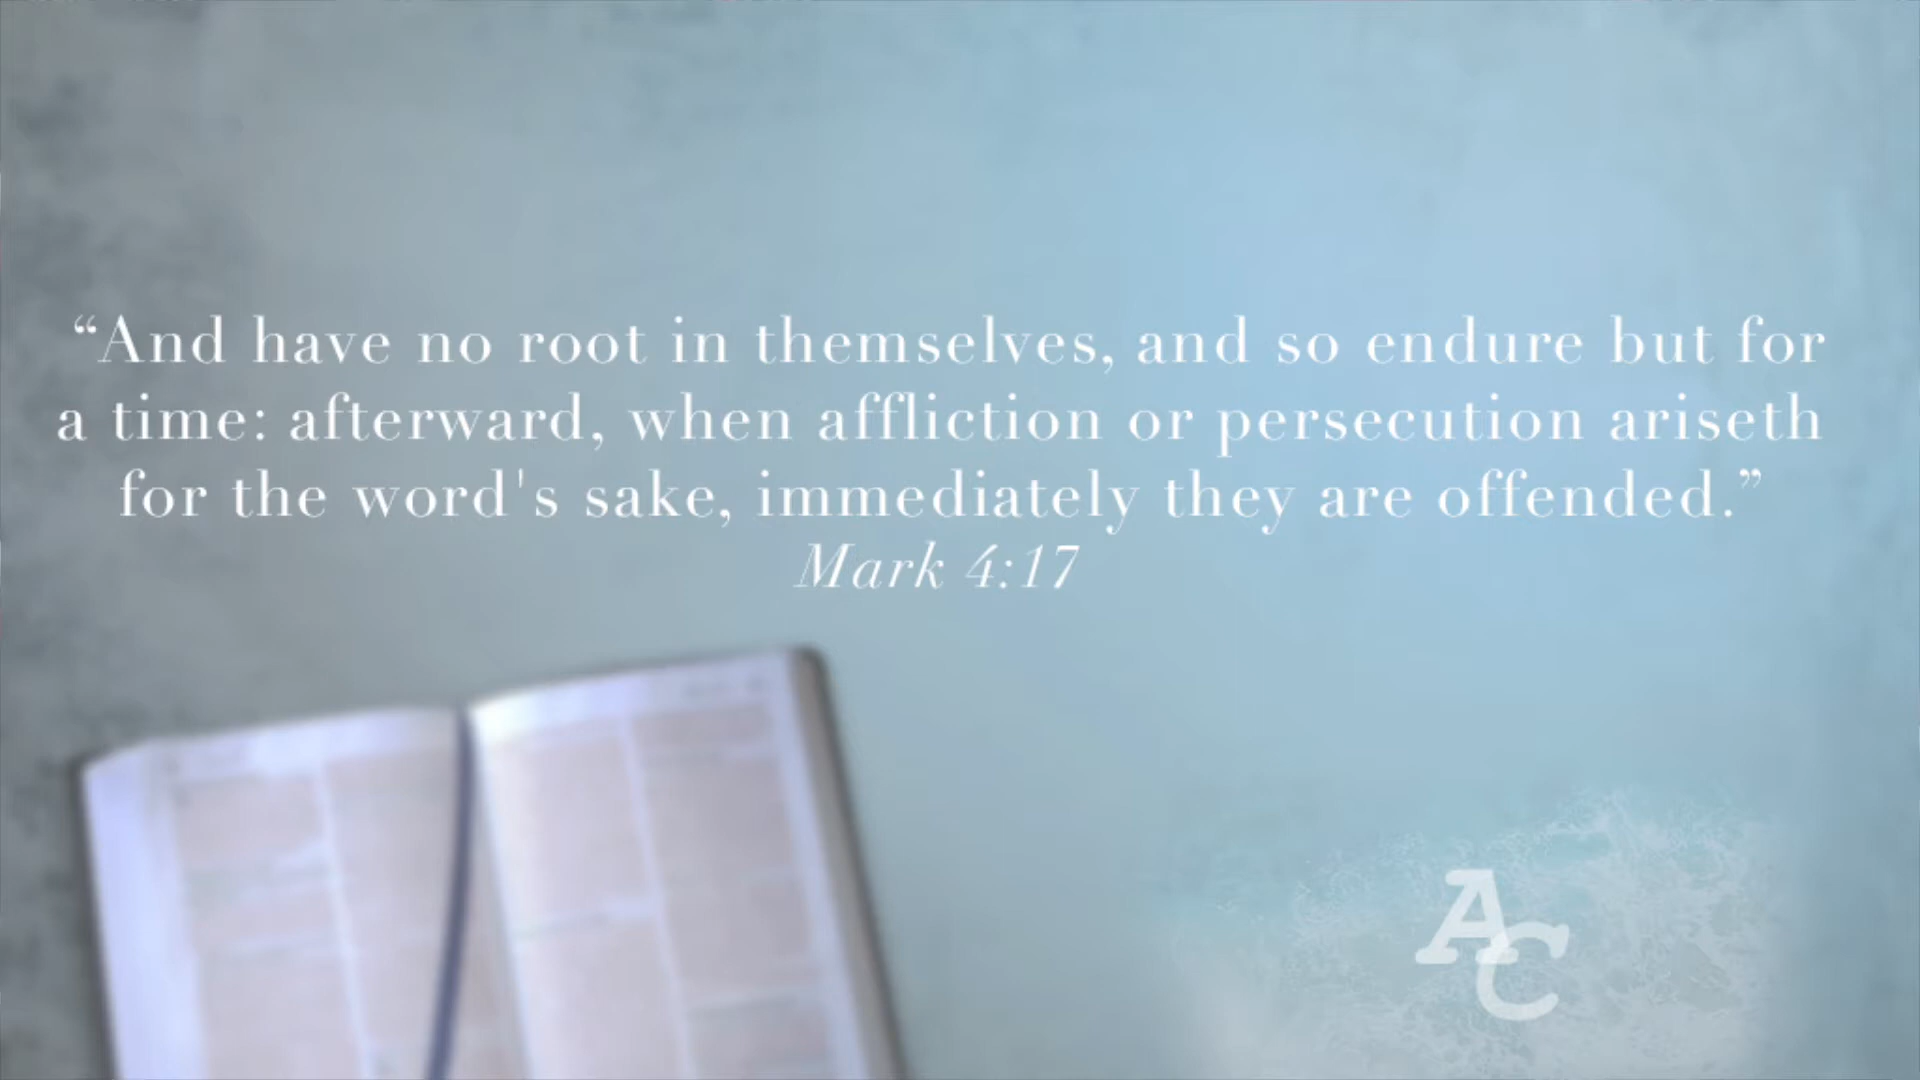 “And have no root in themselves, and so endure but for
a time: afterward, when affliction or persecution ariseth
for the word's sake, immediately they are offended.”
Mark 4:17
AC